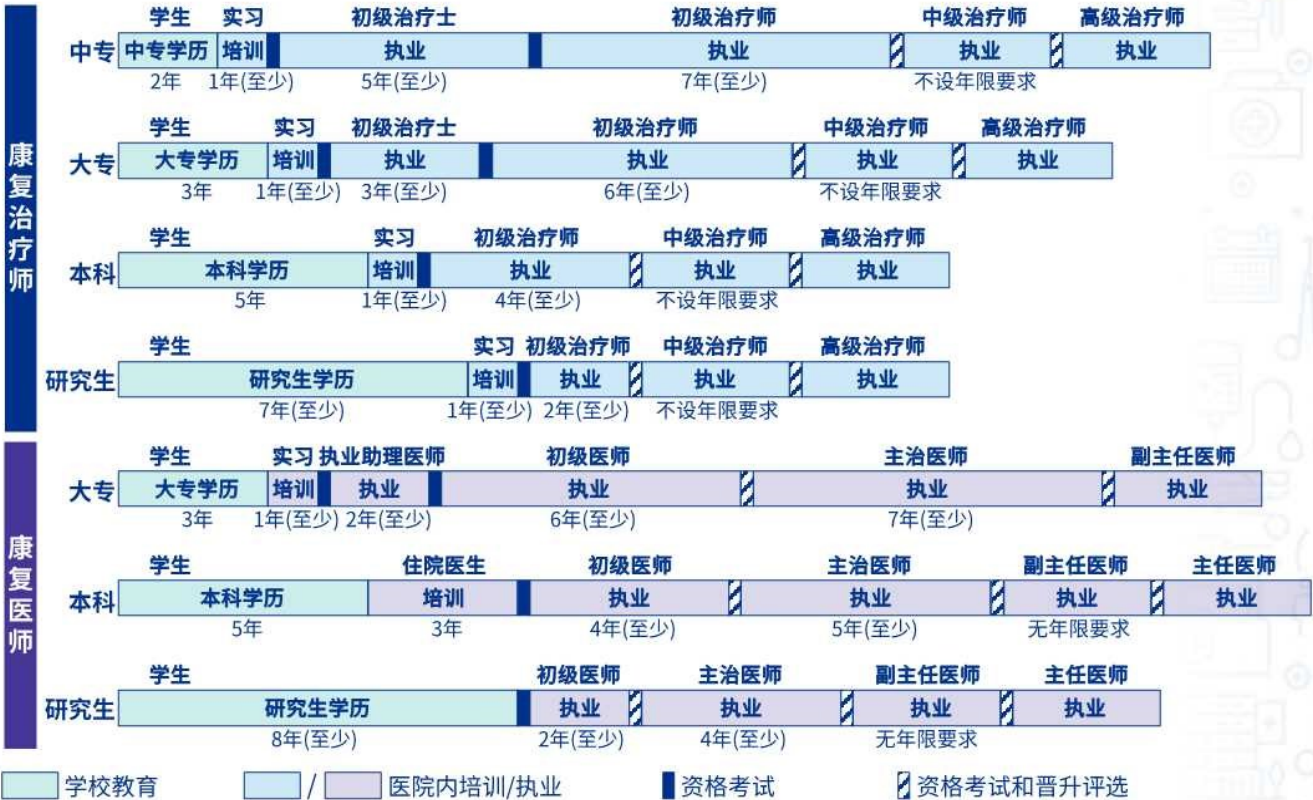 康复治疗师
学生 实习 初级治疗士 初级治疗师 中级治疗师 高级治疗师
中专 中专学历 培训 执业 执业 执业 执业
2年 1年(至少) 5年(至少) 7年(至少) 不设年限要求
学生 实习 初级治疗士 初级治疗师 中级治疗师 高级治疗师
大专 大专学历 培训 执业 执业 执业 执业
3年 1年(至少) 3年(至少) 6年(至少) 不设年限要求
学生 实习 初级治疗师 中级治疗师 高级治疗师
本科 本科学历 培训 执业 执业 执业
5年 1年(至少) 4年(至少) 不设年限要求
学生 实习 初级治疗师 中级治疗师 高级治疗师
研究生 研究生学历 培训 执业 执业 执业
7年(至少) 1年(至少) 2年(至少) 不设年限要求
康复医师
学生 实习 执业助理医师 初级医师 主治医师 副主任医师
大专 大专学历 培训 执业 执业 执业 执业
3年 1年(至少) 2年(至少) 6年(至少) 7年(至少)
学生 住院医生 初级医师 主治医师 副主任医师 主任医师
本科 本科学历 培训 执业 执业 执业 执业
5年 3年 4年(至少) 5年(至少) 无年限要求
学生 初级医师 主治医师 副主任医师 主任医师
研究生 研究生学历 执业 执业 执业 执业
8年(至少) 2年(至少) 4年(至少) 无年限要求
学校教育 / 医院内培训/执业 资格考试 资格考试和晋升评选